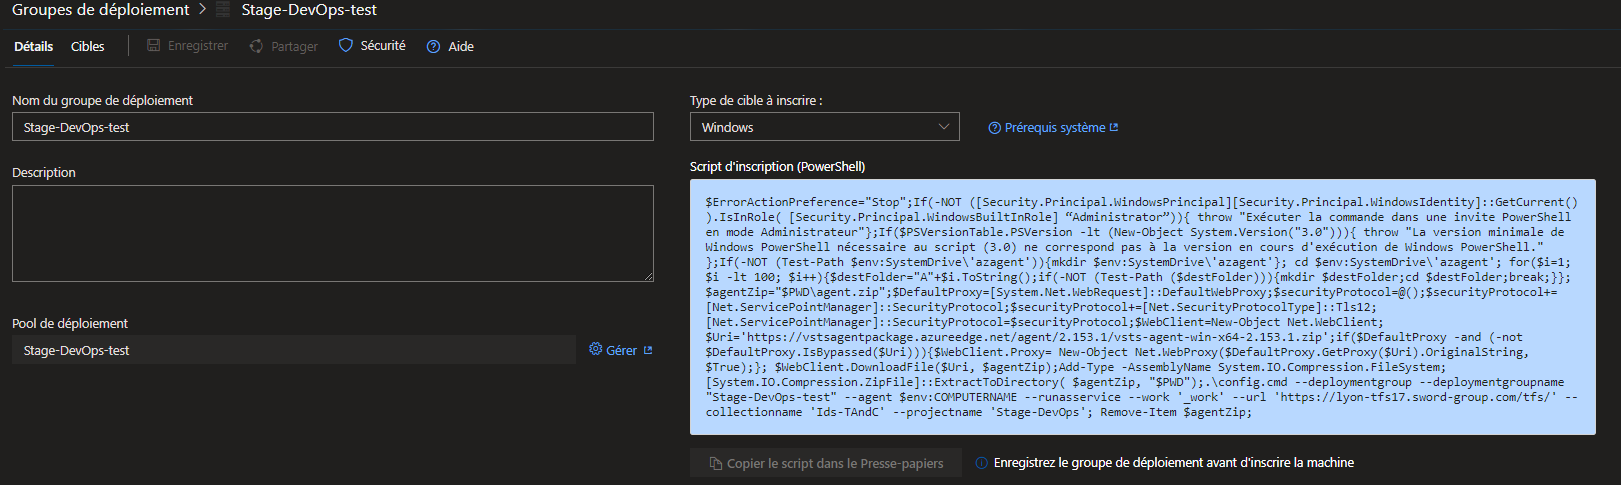 Groupes de déploiement > Stage-DevOps-test
Détails Cibles Enregistrer Partager Sécurité Aide
Nom du groupe de déploiement
Stage-DevOps-test
Description
Pool de déploiement
Stage-DevOps-test Gérer
Type de cible à inscrire :
Windows Prérequis système
Script d'inscription (PowerShell)
$ErrorActionPreference="Stop";If(-NOT ([Security.Principal.WindowsPrincipal][Security.Principal.WindowsIdentity]::GetCurrent()
).IsInRole( [Security.Principal.WindowsBuiltInRole] “Administrator”)){ throw "Exécuter la commande dans une invite PowerShell
en mode Administrateur"};If($PSVersionTable.PSVersion -lt (New-Object System.Version("3.0"))){ throw "La version minimale de
Windows PowerShell nécessaire au script (3.0) ne correspond pas à la version en cours d'exécution de Windows PowerShell."
};If(-NOT (Test-Path $env:SystemDrive\'azagent')){mkdir $env:SystemDrive\'azagent'}; cd $env:SystemDrive\'azagent'; for($i=1;
$i -lt 100; $i++){$destFolder="A"+$i.ToString();if(-NOT (Test-Path ($destFolder))){mkdir $destFolder;cd $destFolder;break;}};
$agentZip="$PWD\agent.zip";$DefaultProxy=[System.Net.WebRequest]::DefaultWebProxy;$securityProtocol=@();$securityProtocol+=
[Net.ServicePointManager]::SecurityProtocol;$securityProtocol+=[Net.SecurityProtocolType]::Tls12;
[Net.ServicePointManager]::SecurityProtocol=$securityProtocol;$WebClient=New-Object Net.WebClient;
$Uri='https://vstsagentpackage.azureedge.net/agent/2.153.1/vsts-agent-win-x64-2.153.1.zip';if($DefaultProxy -and (-not
$DefaultProxy.IsBypassed($Uri))){$WebClient.Proxy= New-Object Net.WebProxy($DefaultProxy.GetProxy($Uri).OriginalString,
$True);}; $WebClient.DownloadFile($Uri, $agentZip);Add-Type -AssemblyName System.IO.Compression.FileSystem;
[System.IO.Compression.ZipFile]::ExtractToDirectory( $agentZip, "$PWD");.\config.cmd --deploymentgroup --deploymentgroupname
"Stage-DevOps-test" --agent $env:COMPUTERNAME --runasservice --work '_work' --url 'https://lyon-tfs17.sword-group.com/tfs/' --
collectionname 'Ids-TAndC' --projectname 'Stage-DevOps'; Remove-Item $agentZip;
Copier le script dans le Presse-papiers Enregistrez le groupe de déploiement avant d'inscrire la machine